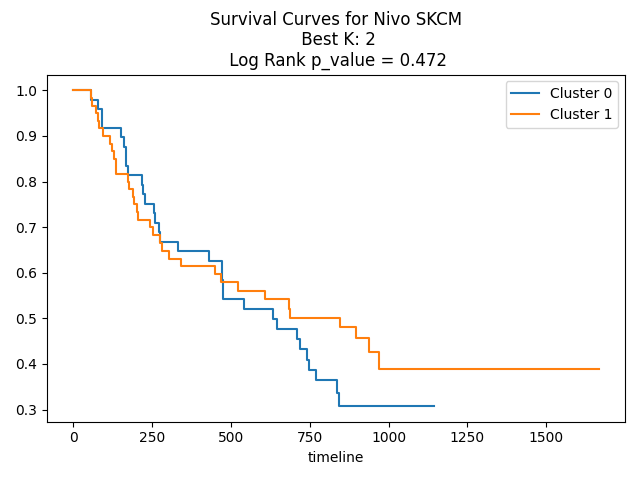 Survival Curves for Nivo SKCM
Best K: 2
Log Rank p_value = 0.472
Cluster 0
Cluster 1
1.0
0.9
0.8
0.7
0.6
0.5
0.4
0.3
0 250 500 750 1000 1250 1500
timeline